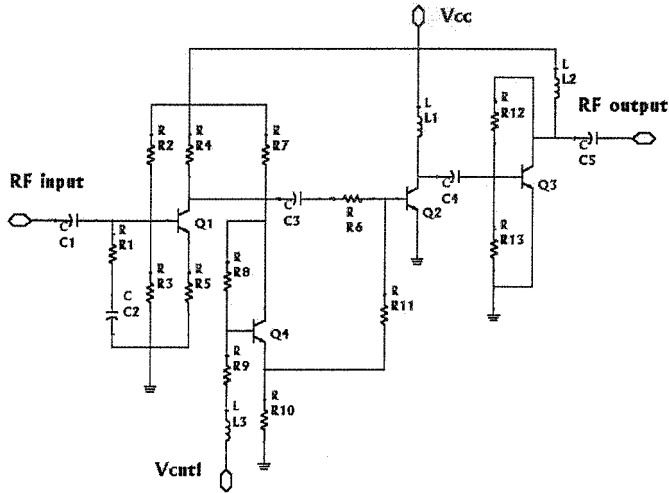 Vcc
L
L2
L
L1
R
R2
R
R4
R
R7
R
R12
RF output
C
C5
RF input
C
C1
Q1
C
C3
R
R6
Q2
C
C4
Q3
R
R1
C
C2
R
R3
R
R5
R
R8
R
R11
R
R13
Q4
R
R9
R
R10
L
L3
Vcntl